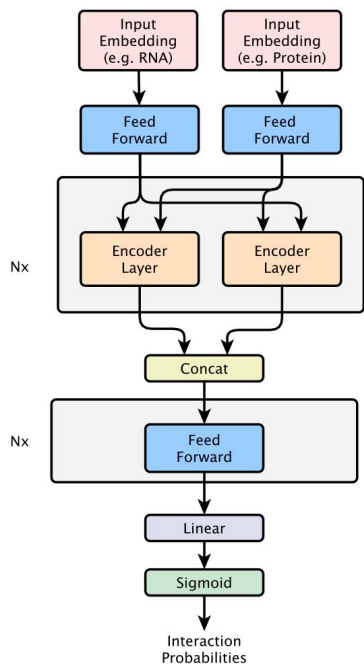 Input
Embedding
(e.g. RNA)
Input
Embedding
(e.g. Protein)
Feed
Forward
Feed
Forward
Nx
Encoder
Layer
Encoder
Layer
Concat
Nx
Feed
Forward
Linear
Sigmoid
Interaction
Probabilities